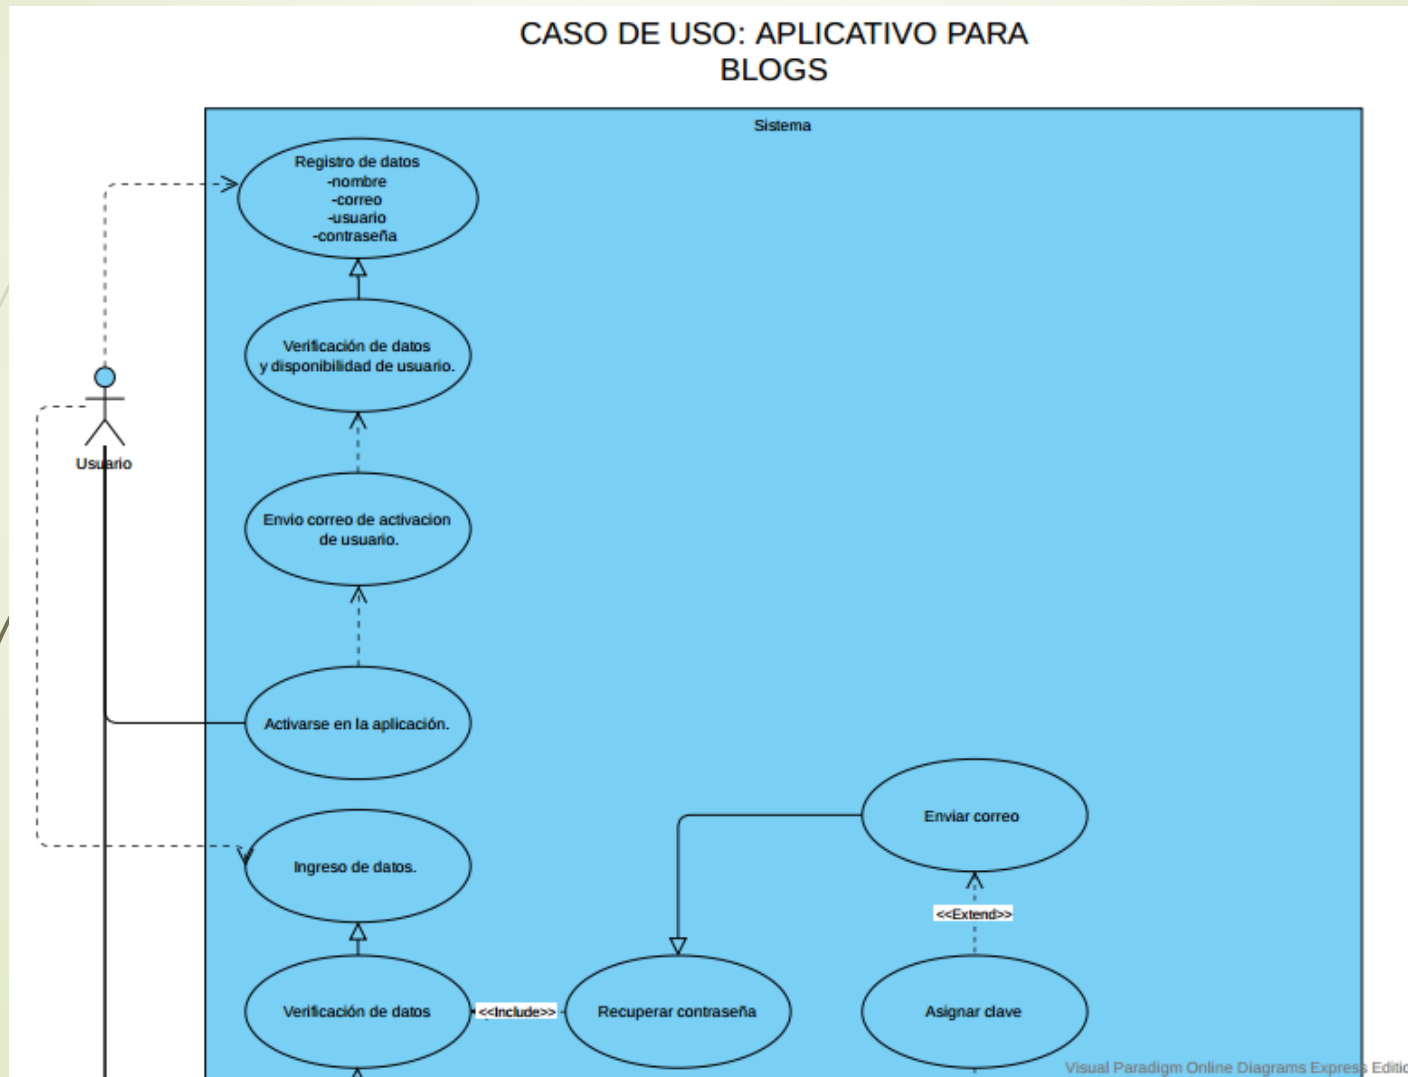 CASO DE USO: APLICATIVO PARA
BLOGS
Sistema
Registro de datos
-nombre
-correo
-usuario
-contraseña
Verificación de datos
y disponibilidad de usuario.
Usuario
Envio correo de activacion
de usuario.
Activarse en la aplicación.
Enviar correo
Ingreso de datos.
<<Extend>>
Verificación de datos
<<Include>>
Recuperar contraseña
Asignar clave
Visual Paradigm Online Diagrams Express Editio